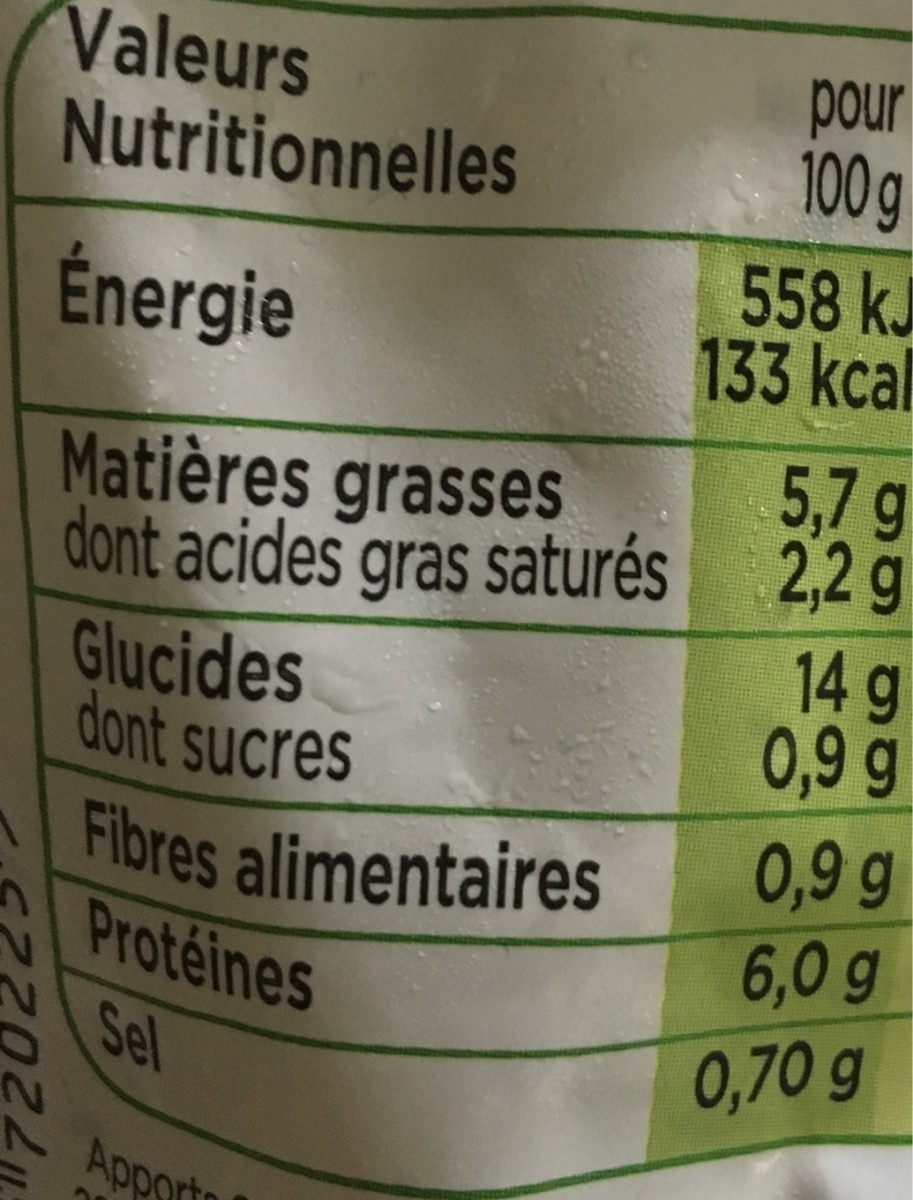 Valeurs
Nutritionnelles
pour
100 g
Énergie
558 kJ
133 kcal
Matières grasses 5,7 g
dont acides gras saturés 2,2 g
Glucides 14 g
dont sucres 0,9 g
Fibres alimentaires 0,9 g
Protéines 6,0 g
Sel 0,70 g